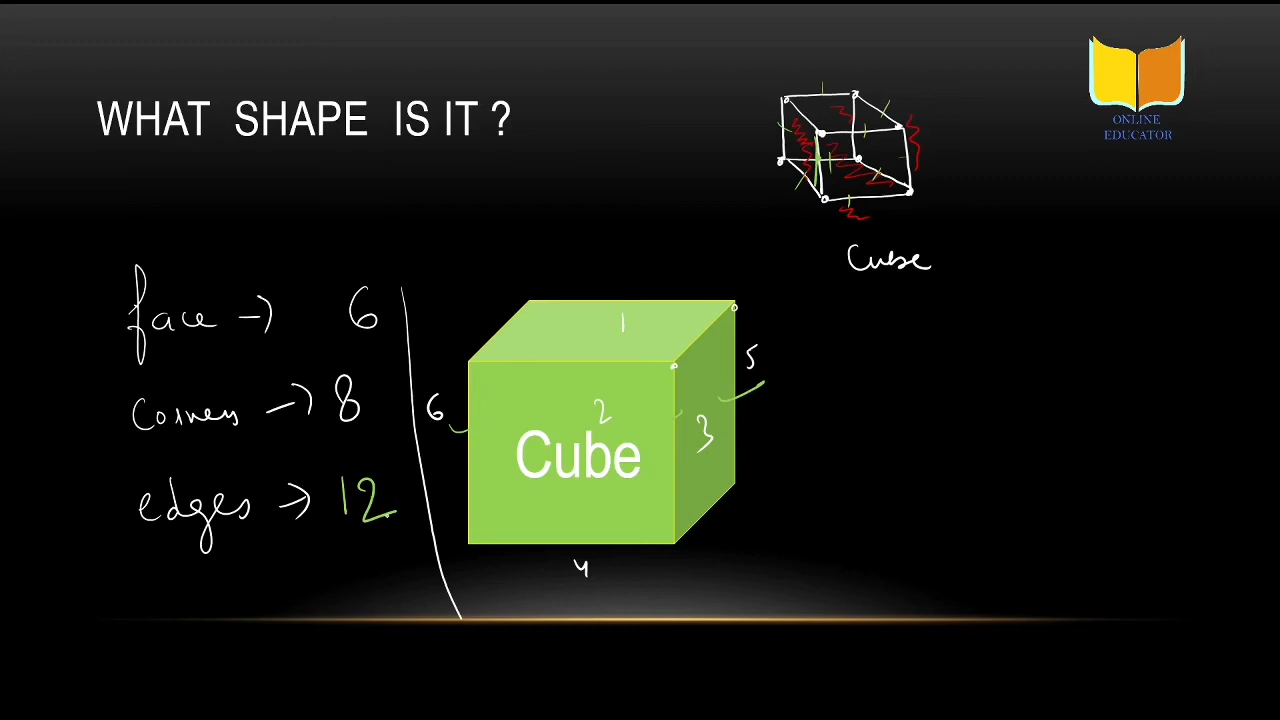 WHAT SHAPE IS IT ?
ONLINE
EDUCATOR
Cube
face -> 6
corners -> 8
edges -> 12
1
2
3
4
5
6
Cube